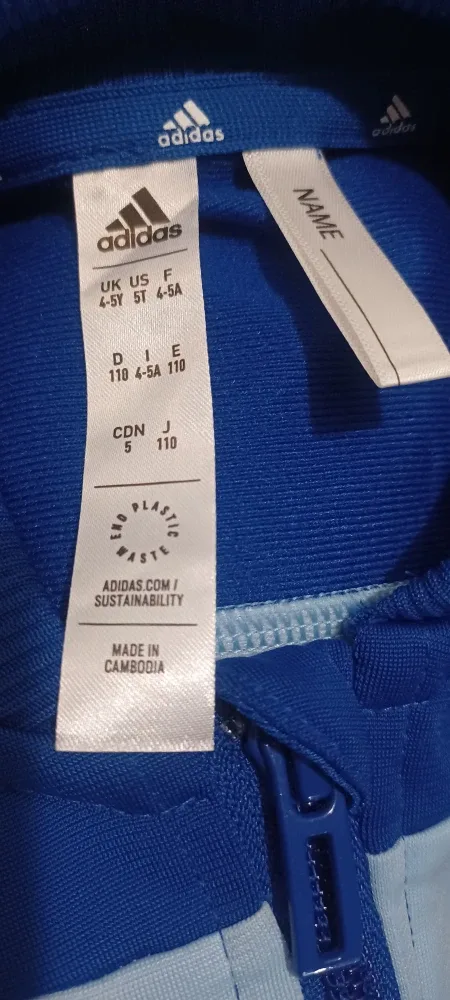 adidas
adidas
adidas
NAME
UK US F
4-5Y 5T 4-5A
D I E
110 4-5A 110
CDN J
5 110
END PLASTIC WASTE
ADIDAS.COM/
SUSTAINABILITY
MADE IN
CAMBODIA